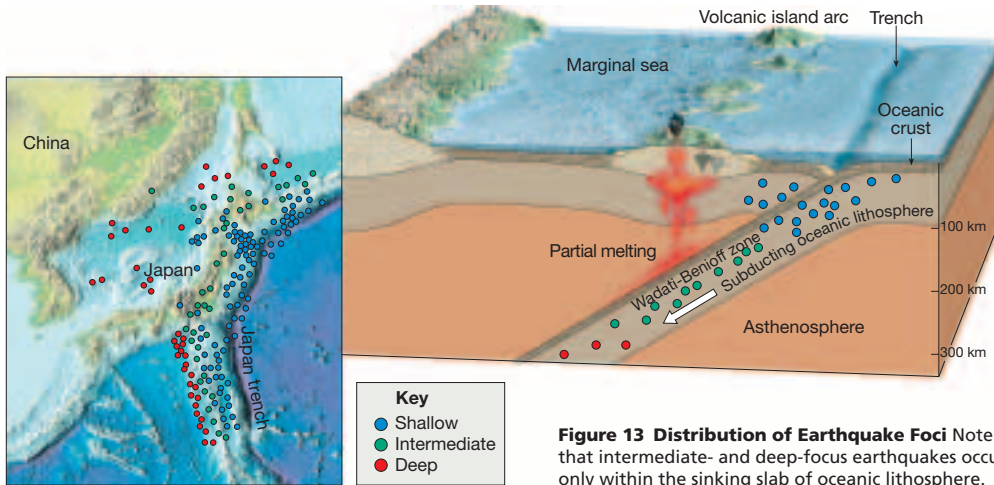 Volcanic island arc
Trench
Marginal sea
Oceanic
crust
China
Japan
Japan trench
Partial melting
Wadati-Benioff zone
Subducting oceanic lithosphere
100 km
200 km
Asthenosphere
300 km
Key
Shallow
Intermediate
Deep
Figure 13 Distribution of Earthquake Foci Note
that intermediate- and deep-focus earthquakes occu
only within the sinking slab of oceanic lithosphere.